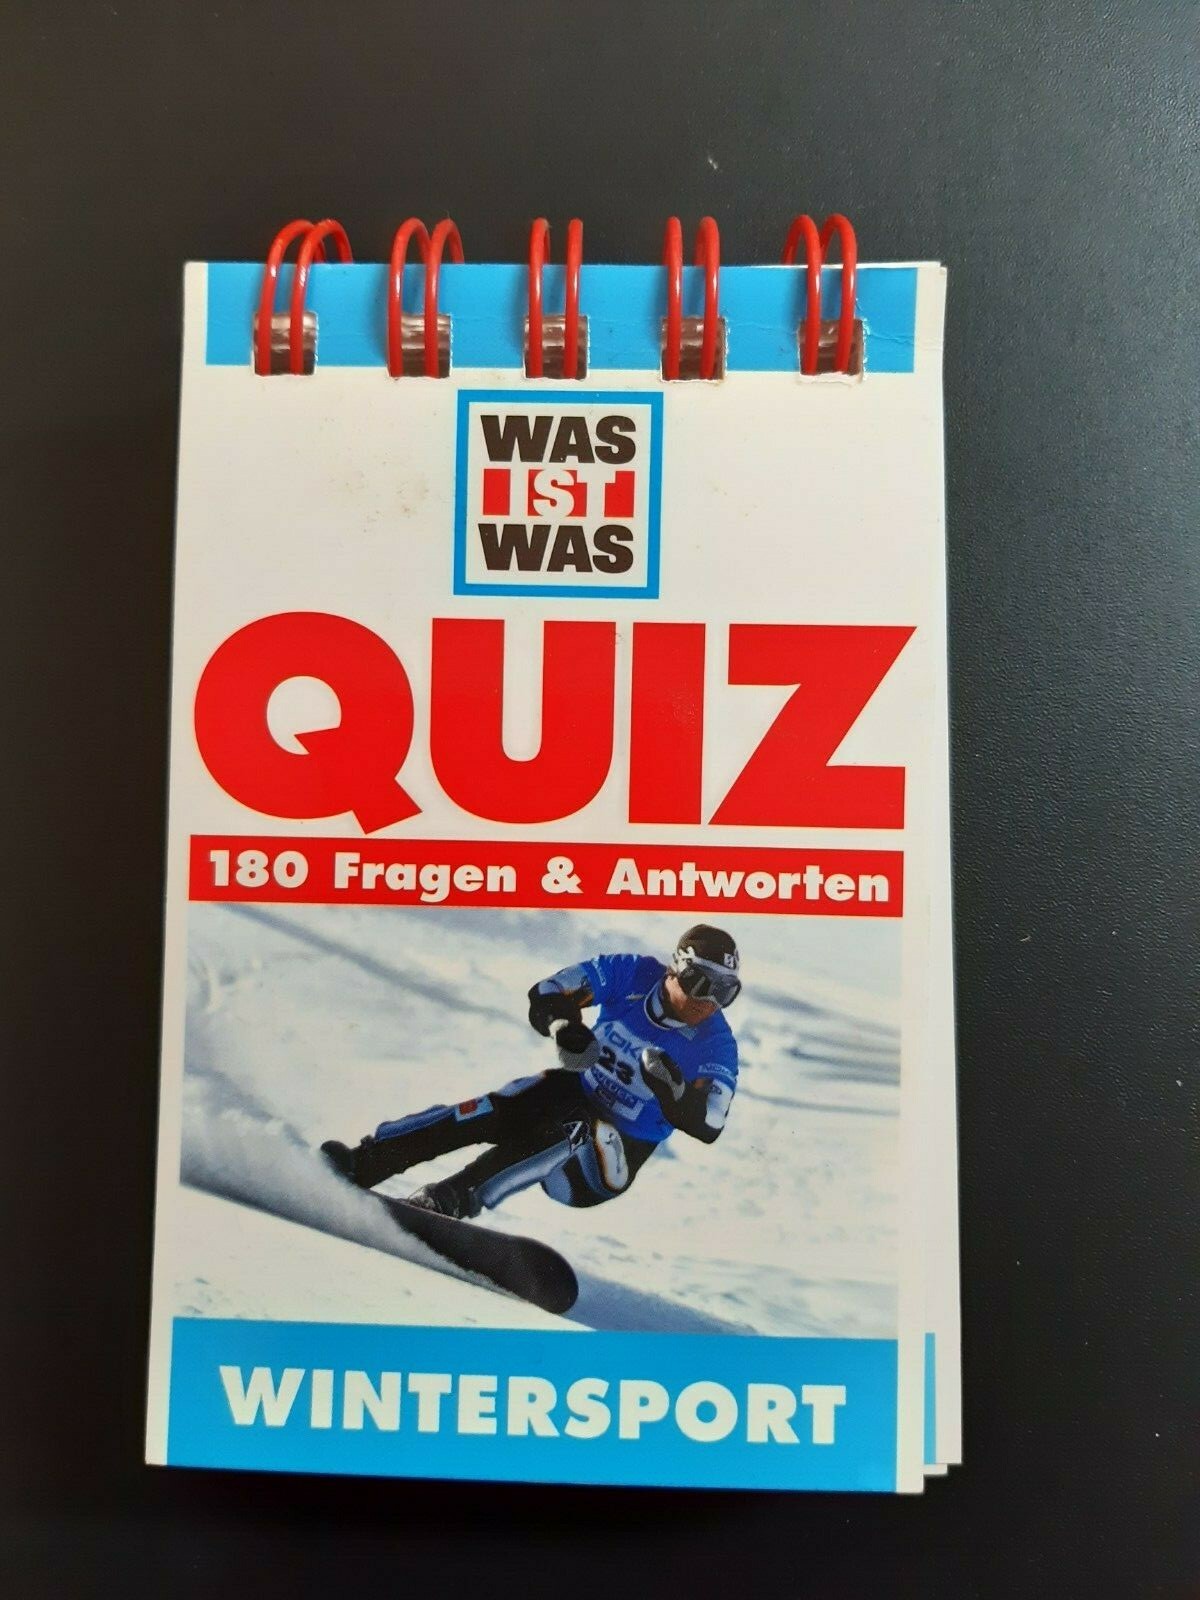 WAS
IST
WAS
QUIZ
180 Fragen & Antworten
23
WINTERSPORT